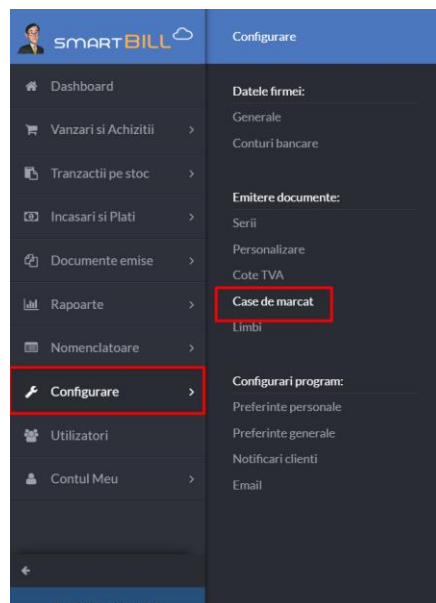 SMARTBILL
Dashboard
Vanzari si Achizitii
Tranzactii pe stoc
Incasari si Plati
Documente emise
Rapoarte
Nomenclatoare
Configurare
Utilizatori
Contul Meu
Configurare
Datele firmei:
Generale
Conturi bancare
Emitere documente:
Serii
Personalizare
Cote TVA
Case de marcat
Limbi
Configurari program:
Preferinte personale
Preferinte generale
Notificari clienti
Email